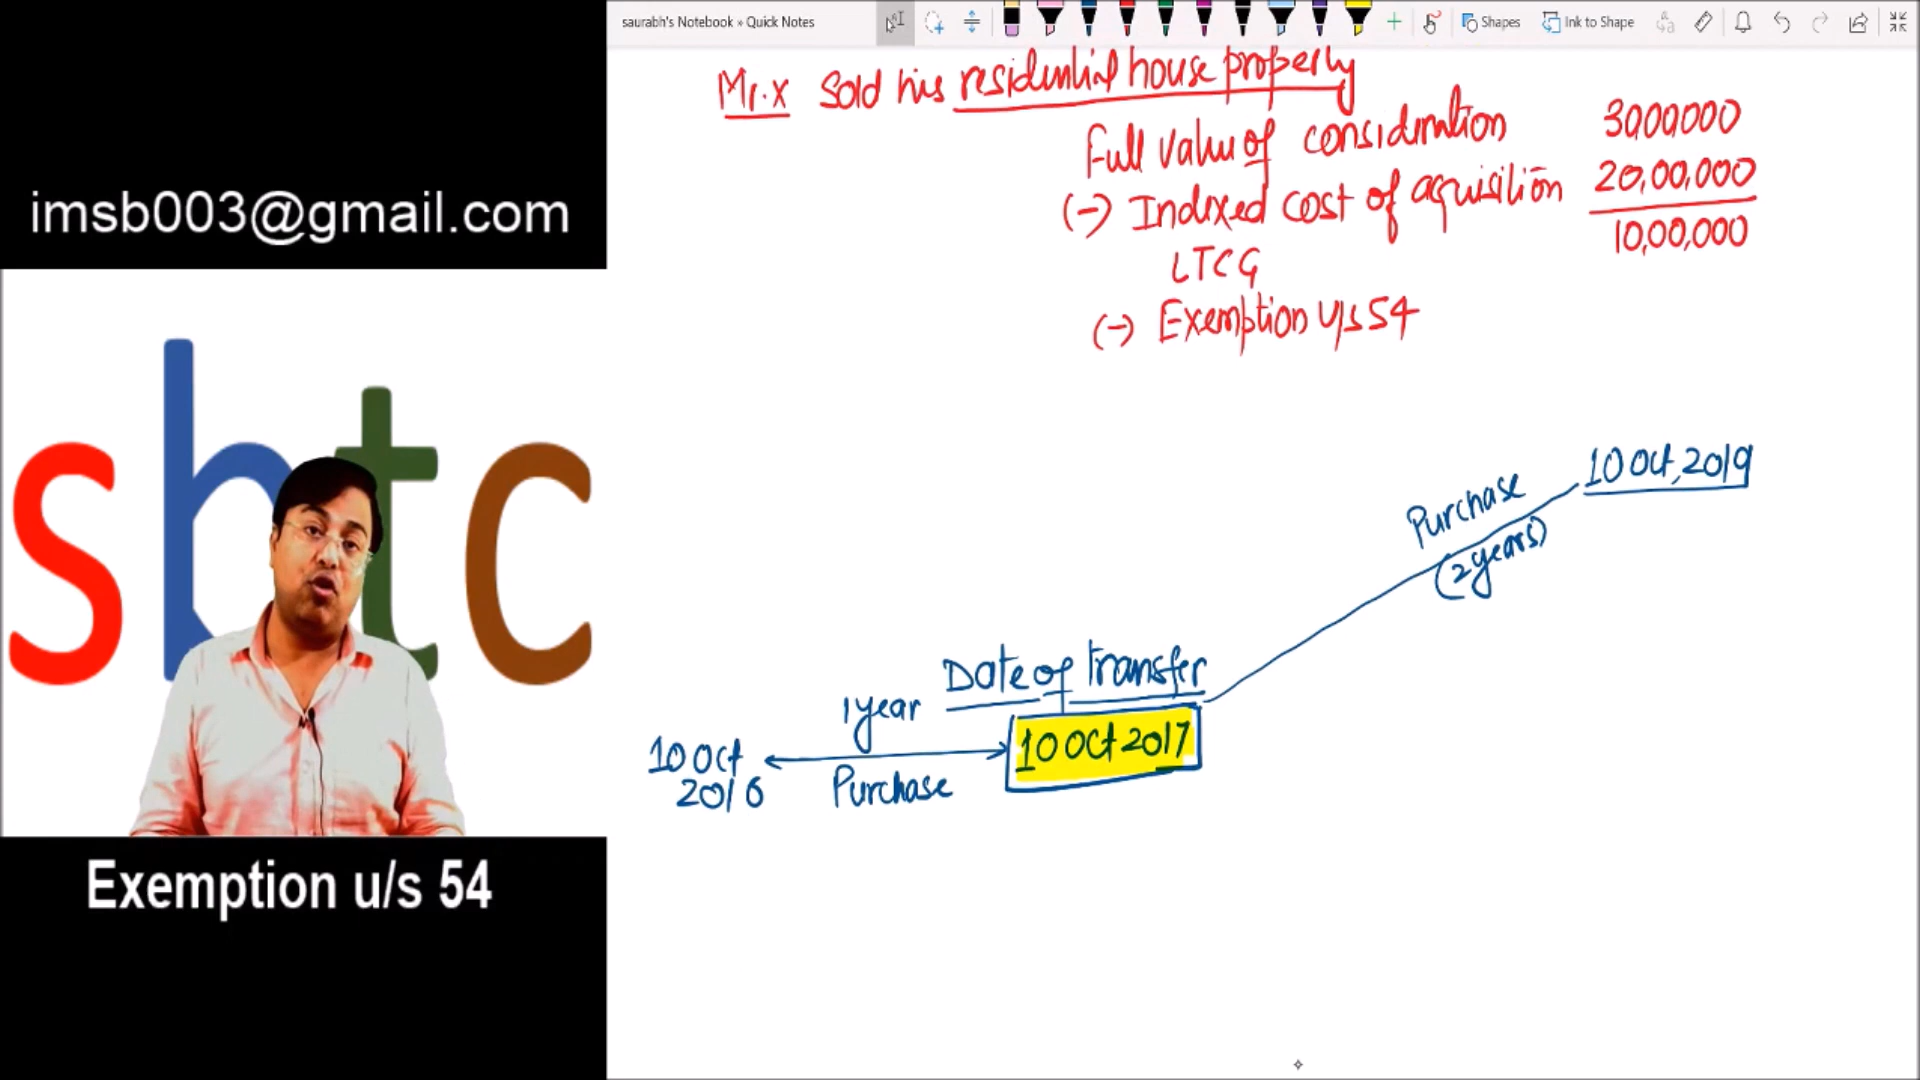 saurabh's Notebook » Quick Notes
Shapes
Ink to Shape
imsb003@gmail.com
sbtc
Exemption u/s 54
Mr.X Sold his residential house property
Full value of consideration 3000000
(-) Indexed cost of acquisition 20,00,000
LTCG 10,00,000
(-) Exemption u/s 54
10 Oct, 2019
Purchase
(2 years)
Date of transfer
1 year
10 Oct 2017
10 Oct
2016
Purchase